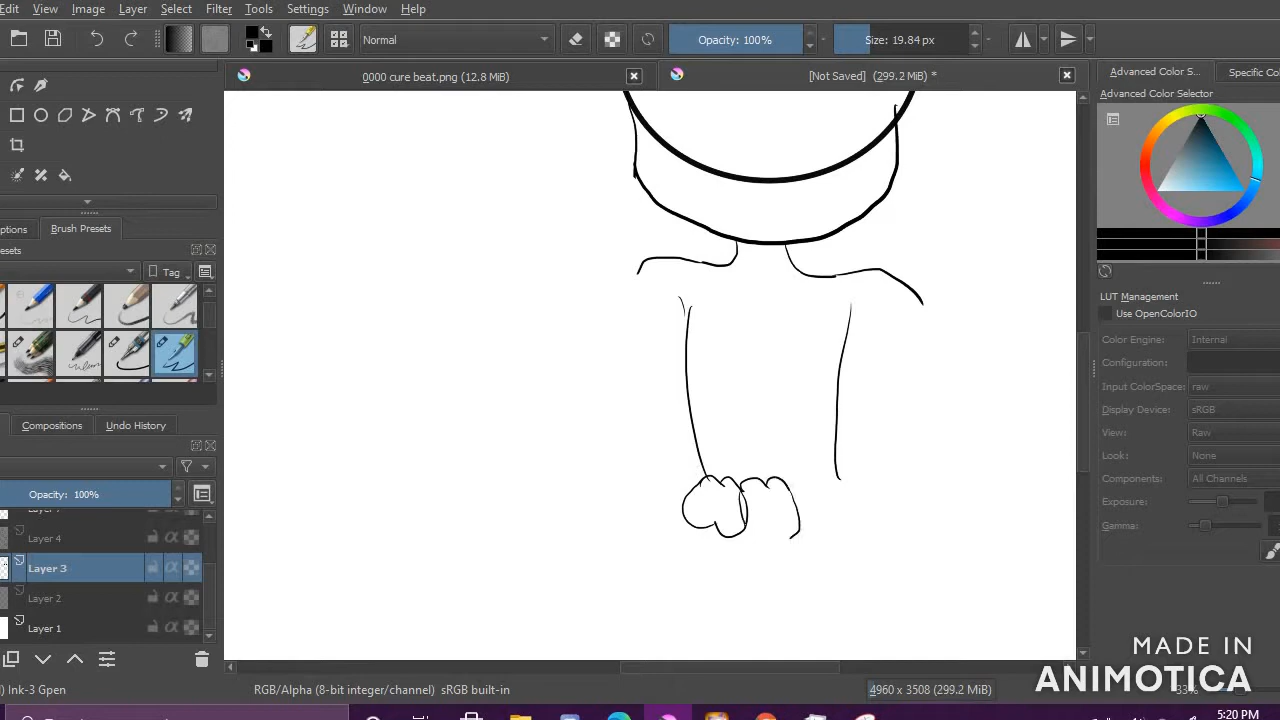 Edit View Image Layer Select Filter Tools Settings Window Help
Normal Opacity: 100% Size: 19.84 px
0000 cure beat.png (12.8 MiB) [Not Saved] (299.2 MiB) * Advanced Color S... Specific Co
Advanced Color Selector
ptions Brush Presets
esets
Tag
LUT Management
Use OpenColorIO
Color Engine: Internal
Configuration:
Input ColorSpace: raw
Display Device: sRGB
View: Raw
Look: None
Components: All Channels
Exposure:
Gamma:
Compositions Undo History
Opacity: 100%
Layer 4
Layer 3
Layer 2
Layer 1
MADE IN
ANIMOTICA
) Ink-3 Gpen RGB/Alpha (8-bit integer/channel) sRGB built-in 4960 x 3508 (299.2 MiB) 33%
5:20 PM